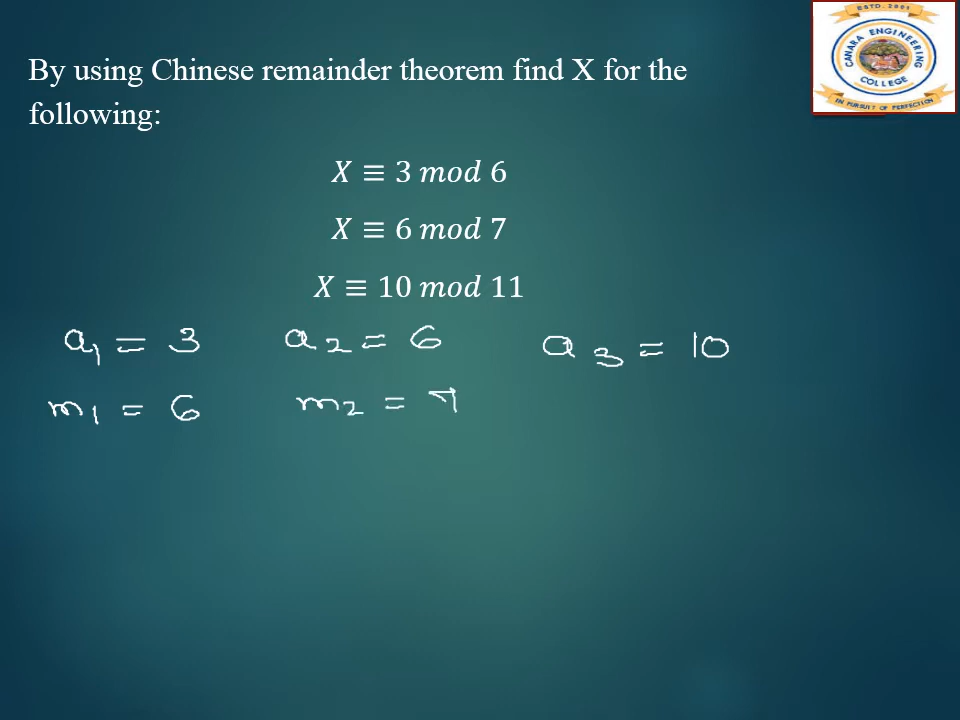 ESTD. 2001
CANARA ENGINEERING
COLLEGE
IN PURSUIT OF PERFECTION
By using Chinese remainder theorem find X for the
following:
X ≡ 3 mod 6
X ≡ 6 mod 7
X ≡ 10 mod 11
a1 = 3 a2 = 6 a3 = 10
m1 = 6 m2 = 7